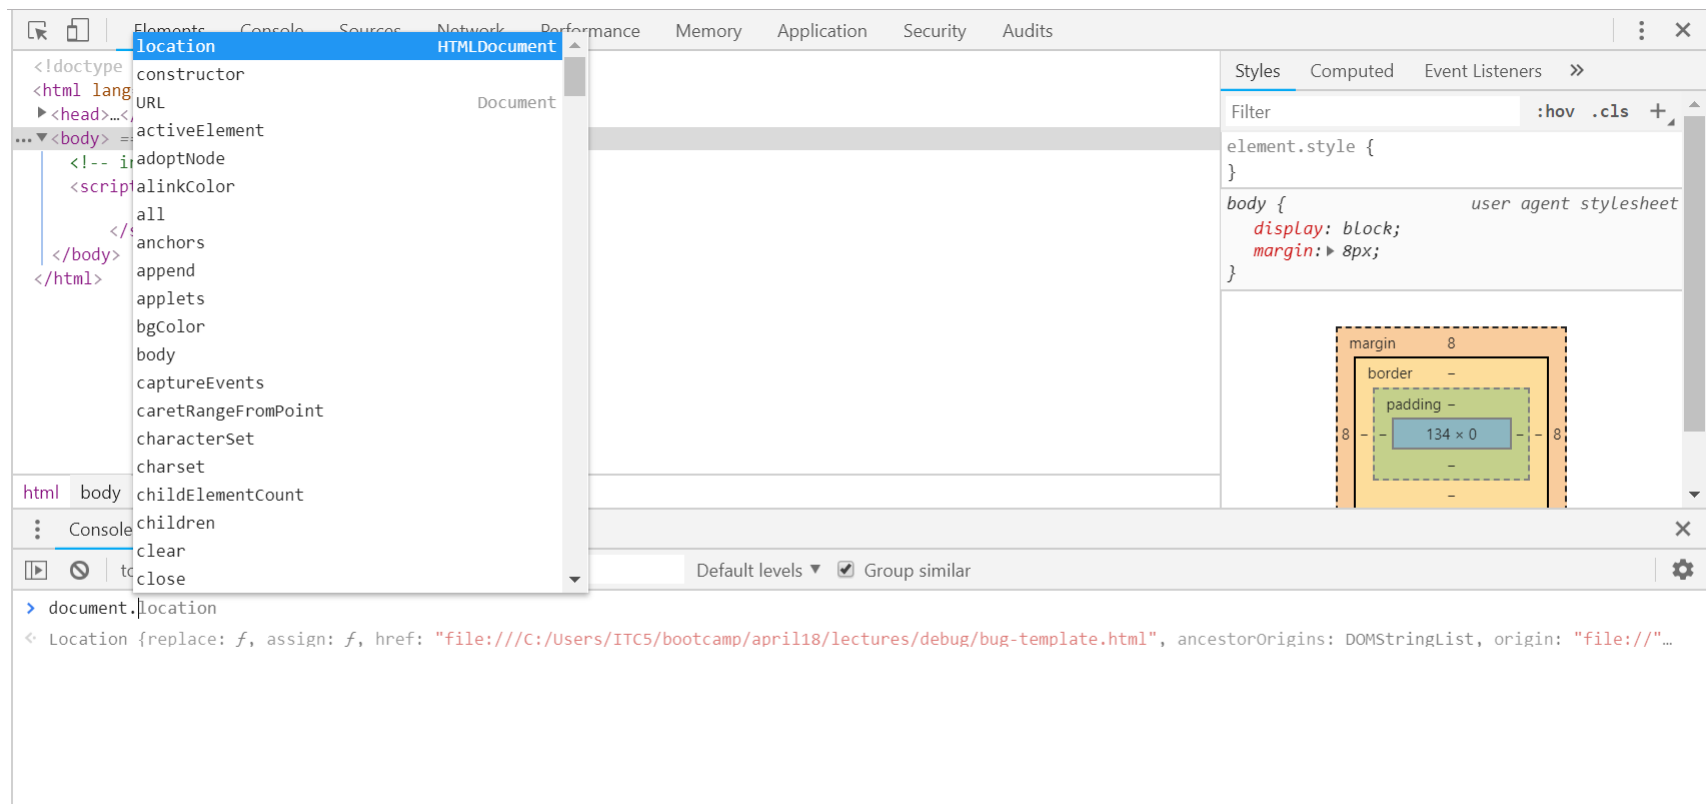 Elements Console Sources Network Performance Memory Application Security Audits
location HTMLDocument
constructor
URL Document
activeElement
adoptNode
alinkColor
all
anchors
append
applets
bgColor
body
captureEvents
caretRangeFromPoint
characterSet
charset
childElementCount
children
clear
close
<!doctype
<html lang
▶<head>…</
…▼<body> ==
<!-- in
<script
</s
</body>
</html>
html body
Styles Computed Event Listeners »
Filter :hov .cls +
element.style {
}
body { user agent stylesheet
display: block;
margin:▶ 8px;
}
margin 8
border –
padding –
8 – – 134 × 0 – – 8
–
–
Console
Default levels ▼ Group similar
> document.location
Location {replace: ƒ, assign: ƒ, href: "file:///C:/Users/ITC5/bootcamp/april18/lectures/debug/bug-template.html", ancestorOrigins: DOMStringList, origin: "file://"…